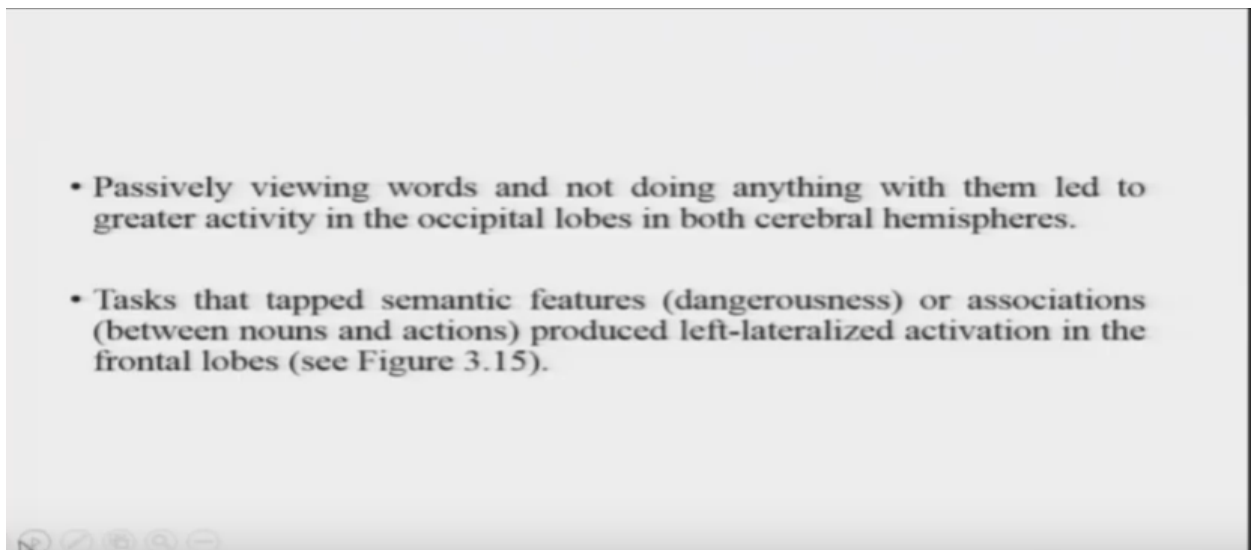 • Passively viewing words and not doing anything with them led to
greater activity in the occipital lobes in both cerebral hemispheres.
• Tasks that tapped semantic features (dangerousness) or associations
(between nouns and actions) produced left-lateralized activation in the
frontal lobes (see Figure 3.15).